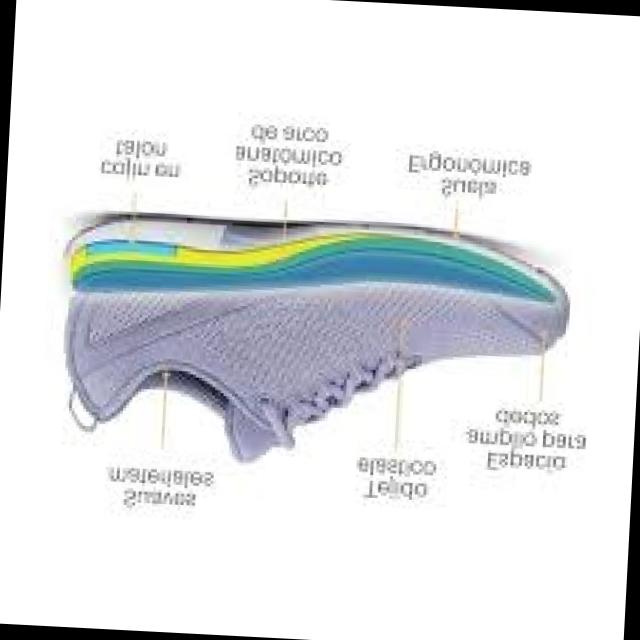 Suaves
materiales
Tejido
elástico
Espacio
amplio para
dedos
cojín en
talón
Soporte
anatómico
de arco
Suela
Ergonómica